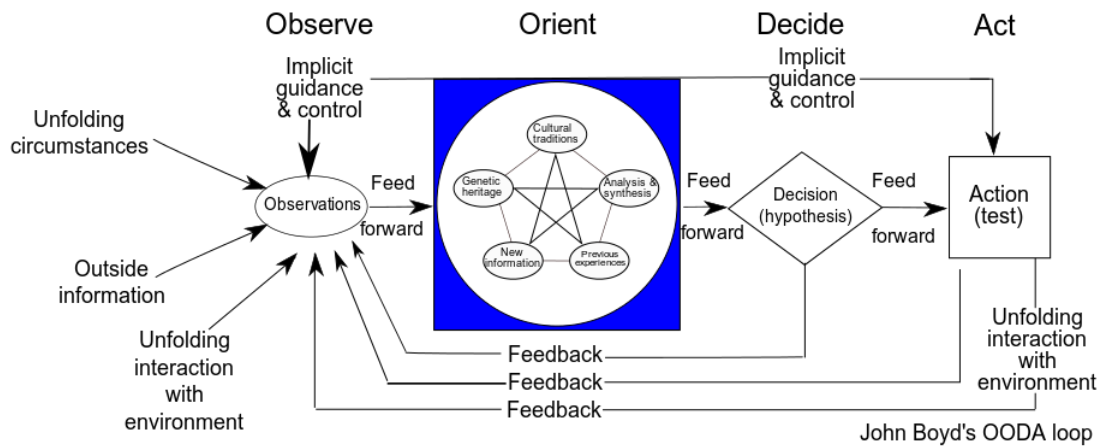 Observe
Orient
Decide
Act
Implicit
guidance
& control
Implicit
guidance
& control
Unfolding
circumstances
Observations
Outside
information
Unfolding
interaction
with
environment
Feed
forward
Cultural
traditions
Genetic
heritage
Analysis &
synthesis
New
information
Previous
experiences
Feed
forward
Decision
(hypothesis)
Feed
forward
Action
(test)
Unfolding
interaction
with
environment
Feedback
Feedback
Feedback
John Boyd's OODA loop